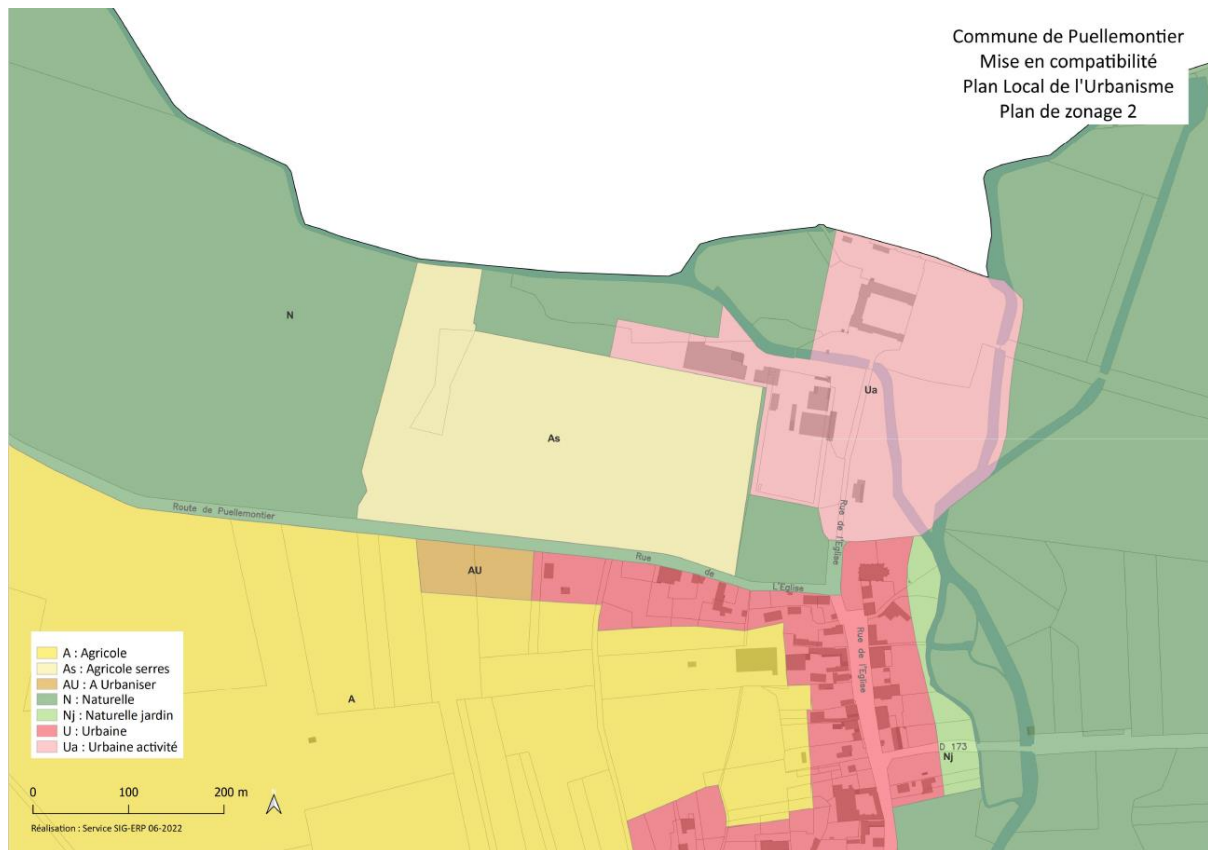 Commune de Puellemontier
Mise en compatibilité
Plan Local de l'Urbanisme
Plan de zonage 2
N
As
Ua
Route de Puellemontier
Rue de
L'Eglise
Rue de l'Eglise
AU
Rue de l'Eglise
A
D 173
Nj
A : Agricole
As : Agricole serres
AU : A Urbaniser
N : Naturelle
Nj : Naturelle jardin
U : Urbaine
Ua : Urbaine activité
0 100 200 m
Réalisation : Service SIG-ERP 06-2022